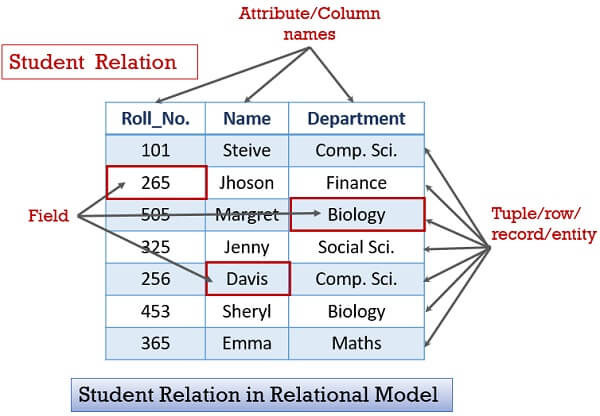 Attribute/Column
names
Student Relation
Roll_No. Name Department
101 Steive Comp. Sci.
265 Jhoson Finance
505 Margret Biology
325 Jenny Social Sci.
256 Davis Comp. Sci.
453 Sheryl Biology
365 Emma Maths
Field
Tuple/row/
record/entity
Student Relation in Relational Model